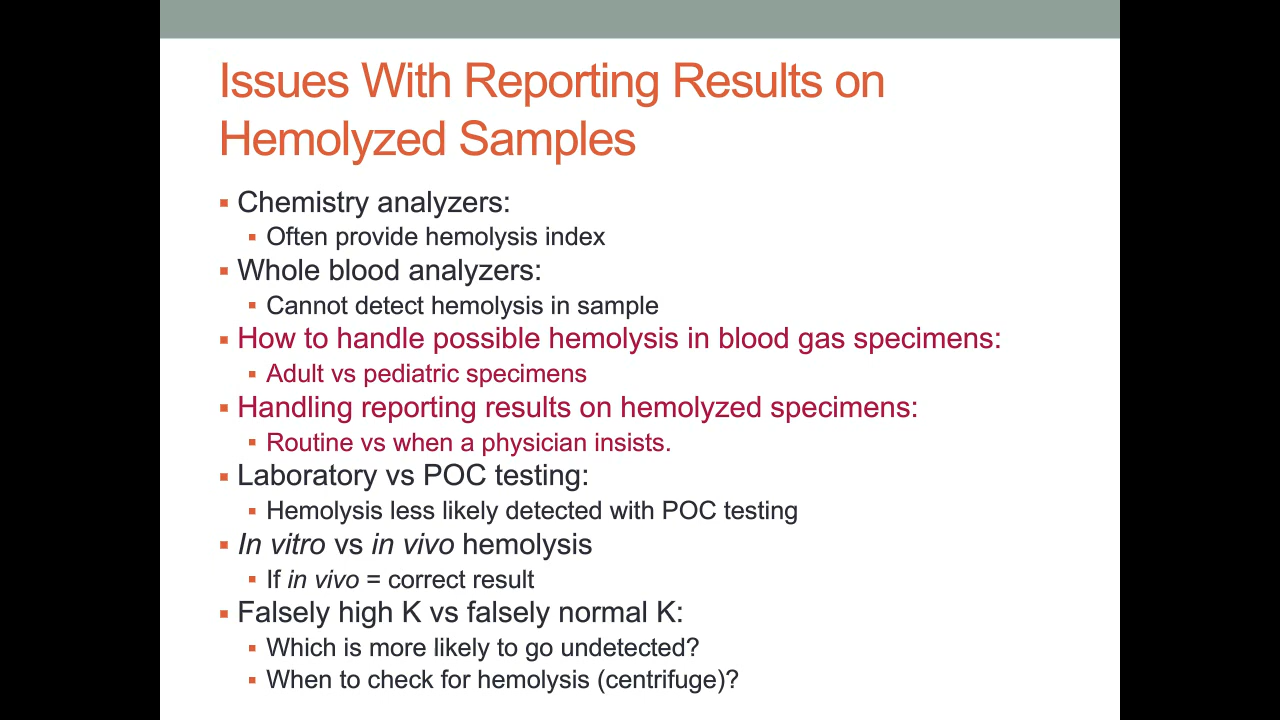 Issues With Reporting Results on
Hemolyzed Samples
▪ Chemistry analyzers:
▪ Often provide hemolysis index
▪ Whole blood analyzers:
▪ Cannot detect hemolysis in sample
▪ How to handle possible hemolysis in blood gas specimens:
▪ Adult vs pediatric specimens
▪ Handling reporting results on hemolyzed specimens:
▪ Routine vs when a physician insists.
▪ Laboratory vs POC testing:
▪ Hemolysis less likely detected with POC testing
▪ In vitro vs in vivo hemolysis
▪ If in vivo = correct result
▪ Falsely high K vs falsely normal K:
▪ Which is more likely to go undetected?
▪ When to check for hemolysis (centrifuge)?